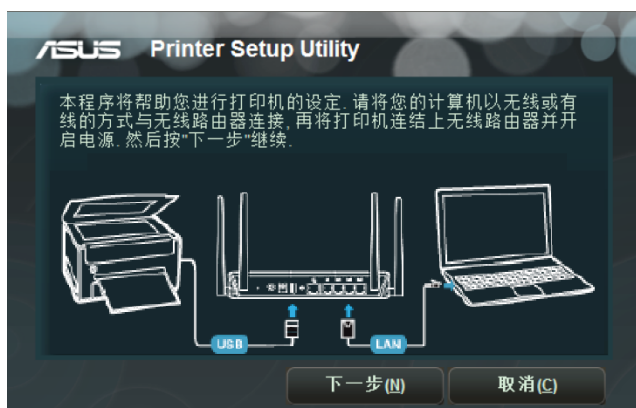 ASUS Printer Setup Utility
本程序将帮助您进行打印机的设定. 请将您的计算机以无线或有
线的方式与无线路由器连接, 再将打印机连结上无线路由器并开
启电源. 然后按"下一步"继续.
USB LAN
下一步(N) 取消(C)